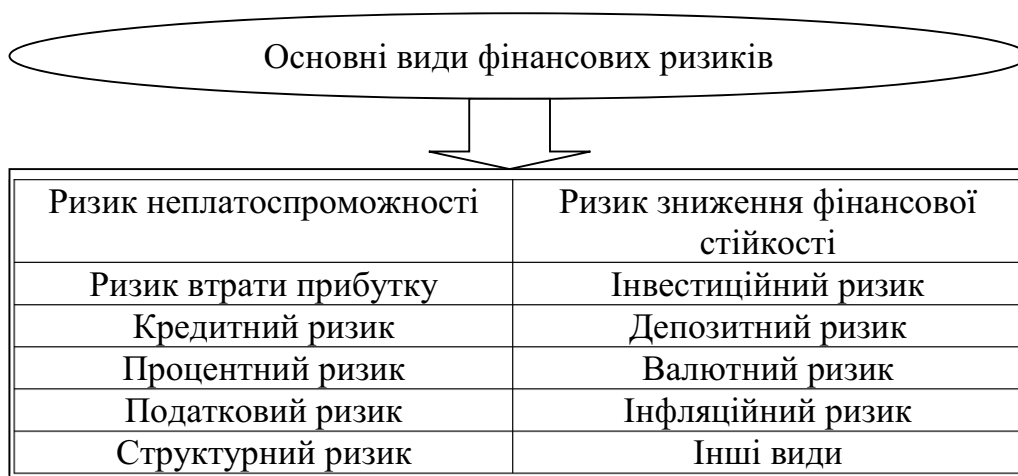 Основні види фінансових ризиків
Ризик неплатоспроможності
Ризик зниження фінансової
стійкості
Ризик втрати прибутку
Інвестиційний ризик
Кредитний ризик
Депозитний ризик
Процентний ризик
Валютний ризик
Податковий ризик
Інфляційний ризик
Структурний ризик
Інші види